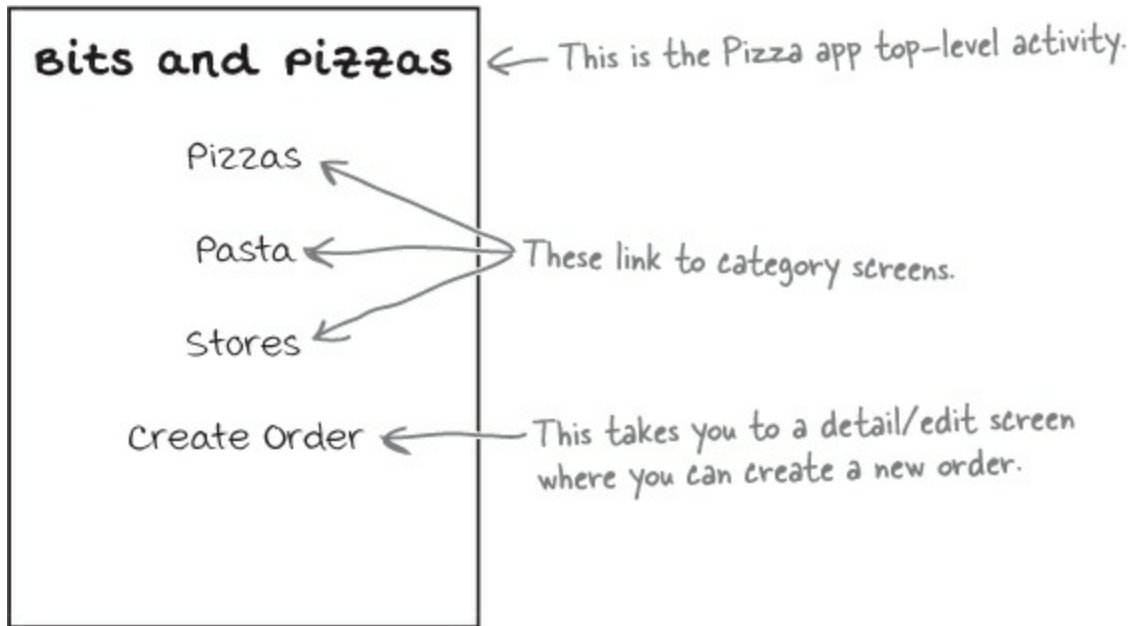 Bits and Pizzas
This is the Pizza app top-level activity.
Pizzas
Pasta
These link to category screens.
Stores
Create Order
This takes you to a detail/edit screen
where you can create a new order.